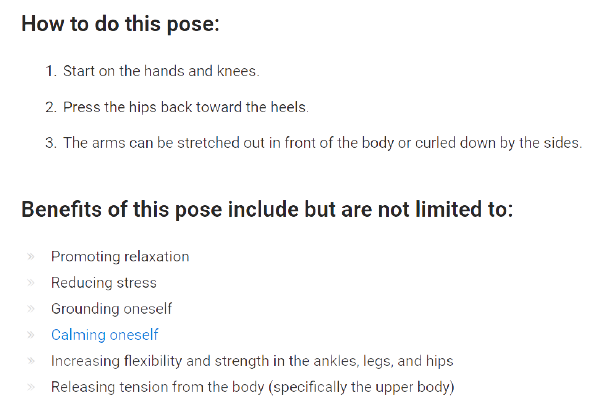 How to do this pose:
1. Start on the hands and knees.
2. Press the hips back toward the heels.
3. The arms can be stretched out in front of the body or curled down by the sides.
Benefits of this pose include but are not limited to:
» Promoting relaxation
» Reducing stress
» Grounding oneself
» Calming oneself
» Increasing flexibility and strength in the ankles, legs, and hips
» Releasing tension from the body (specifically the upper body)